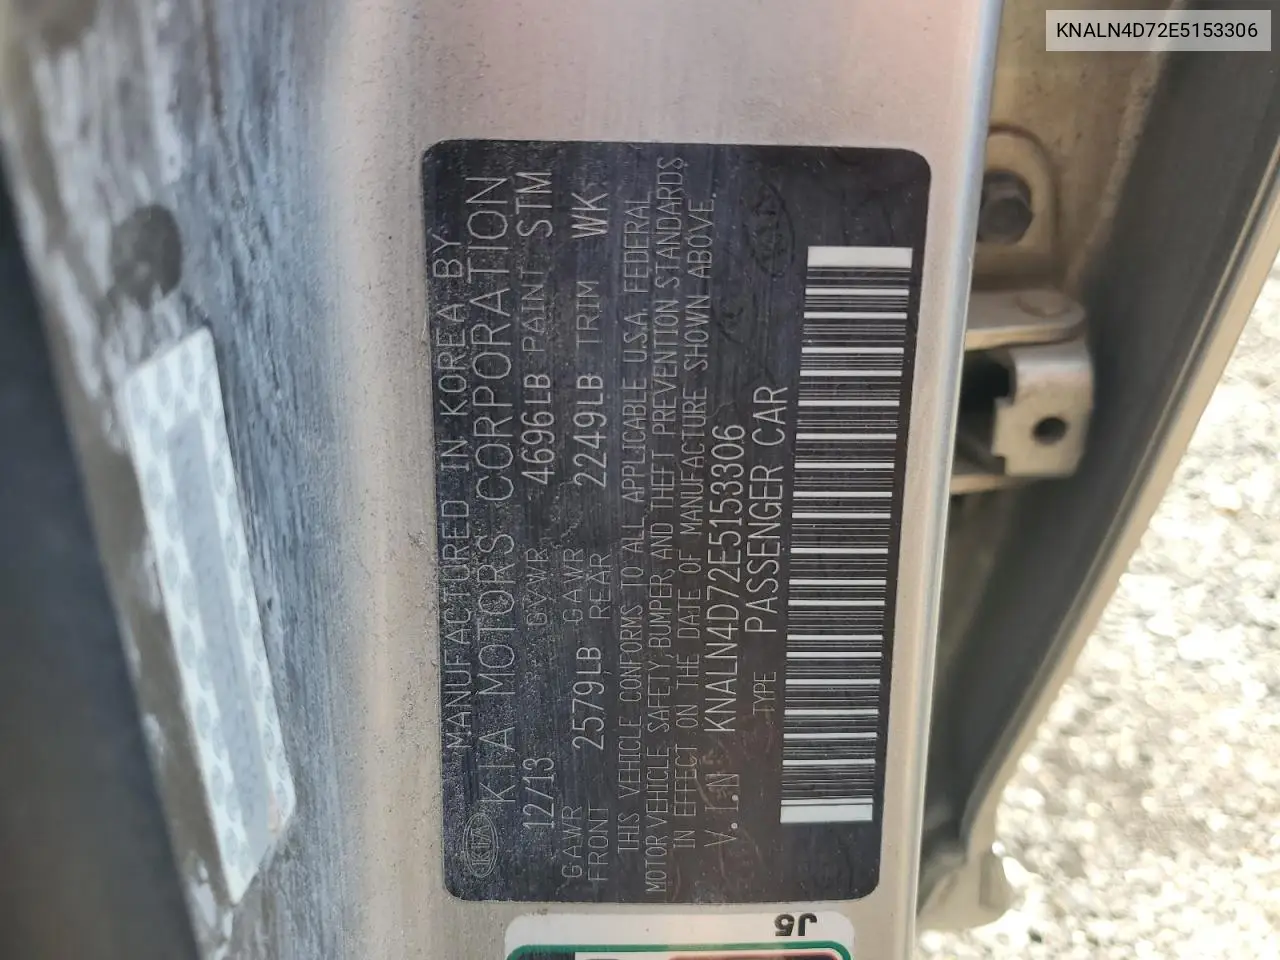 KNALN4D72E5153306
MANUFACTURED IN KOREA BY
KIA KIA MOTORS CORPORATION
12/13 GVWR 4696LB PAINT STM
GAWR FRONT 2579LB GAWR REAR 2249LB TRIM WK
THIS VEHICLE CONFORMS TO ALL APPLICABLE U.S.A. FEDERAL
MOTOR VEHICLE SAFETY, BUMPER, AND THEFT PREVENTION STANDARDS
IN EFFECT ON THE DATE OF MANUFACTURE SHOWN ABOVE.
V.I.N KNALN4D72E5153306
TYPE PASSENGER CAR
J5